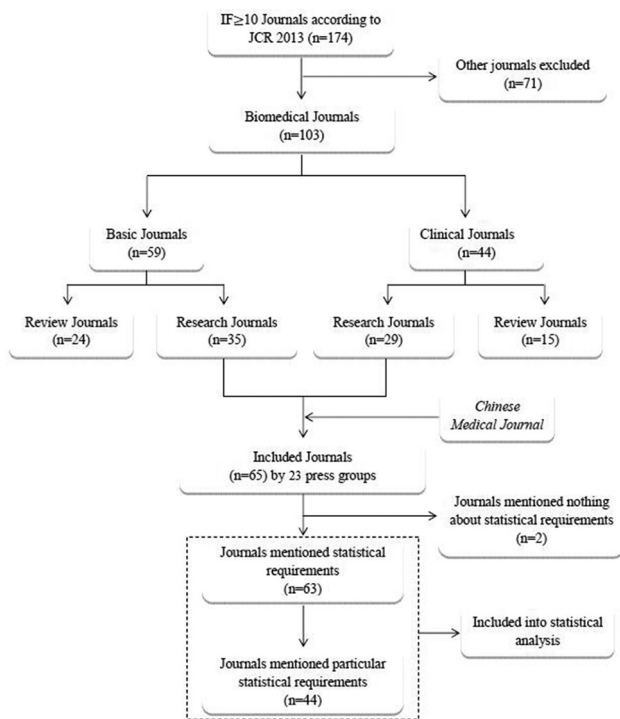 IF≥10 Journals according to
JCR 2013 (n=174)
Other journals excluded
(n=71)
Biomedical Journals
(n=103)
Basic Journals
(n=59)
Clinical Journals
(n=44)
Review Journals
(n=24)
Research Journals
(n=35)
Research Journals
(n=29)
Review Journals
(n=15)
Chinese
Medical Journal
Included Journals
(n=65) by 23 press groups
Journals mentioned nothing
about statistical requirements
(n=2)
Journals mentioned statistical
requirements
(n=63)
Included into statistical
analysis
Journals mentioned particular
statistical requirements
(n=44)